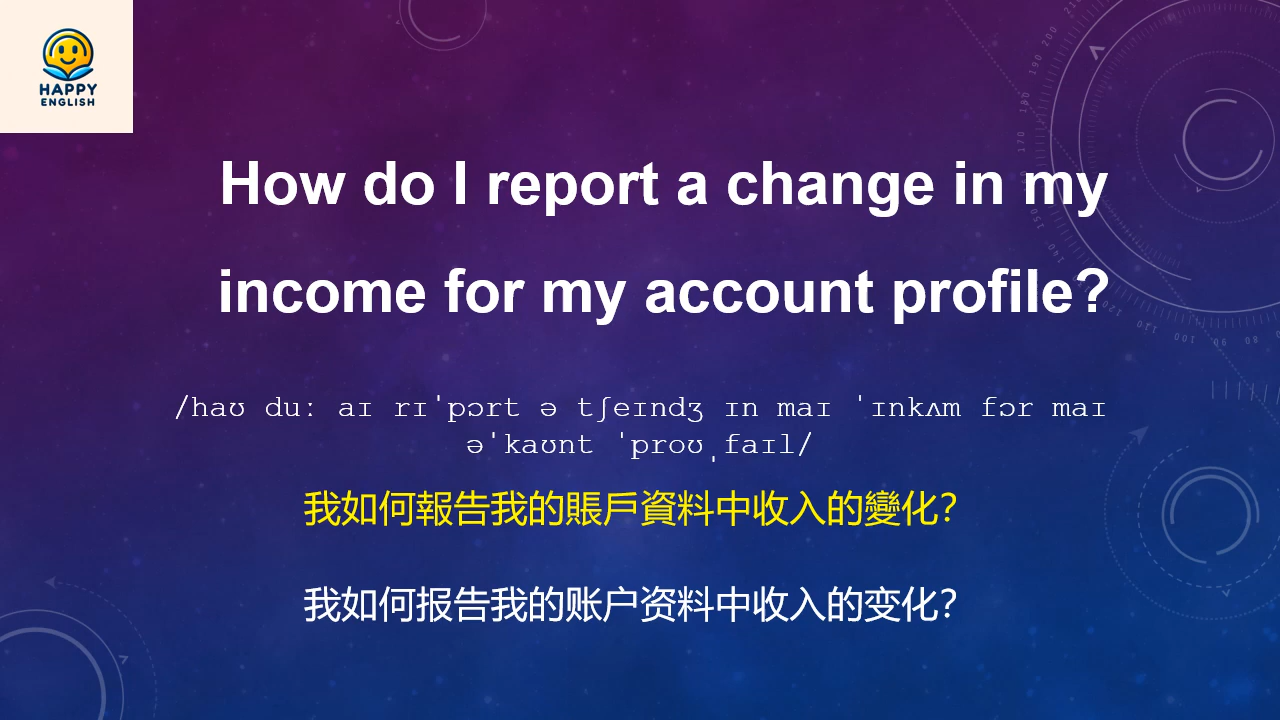 HAPPY
ENGLISH
How do I report a change in my
income for my account profile?
/haʊ duː aɪ rɪˈpɔrt ə tʃeɪndʒ ɪn maɪ ˈɪnkʌm fɔr maɪ
əˈkaʊnt ˈproʊˌfaɪl/
我如何報告我的賬戶資料中收入的變化？
我如何报告我的账户资料中收入的变化？